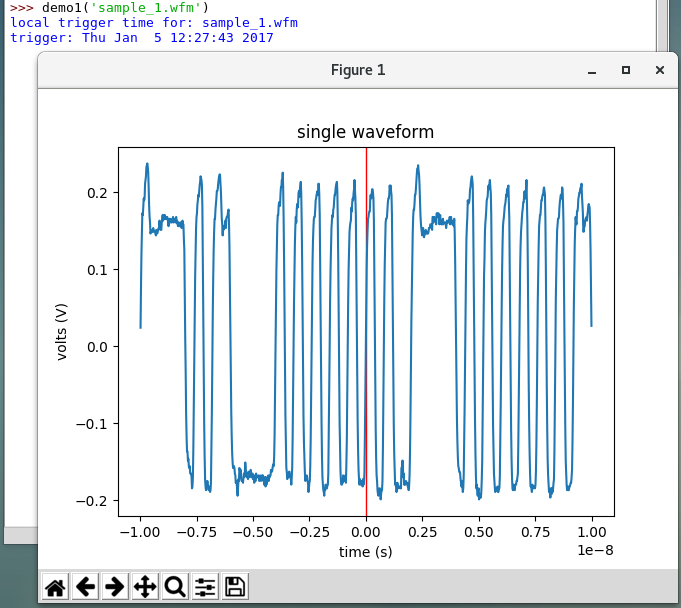 >>> demo1('sample_1.wfm')
local trigger time for: sample_1.wfm
trigger: Thu Jan  5 12:27:43 2017
Figure 1
single waveform
0.2
0.1
0.0
−0.1
−0.2
volts (V)
−1.00 −0.75 −0.50 −0.25 0.00 0.25 0.50 0.75 1.00
time (s)
1e−8